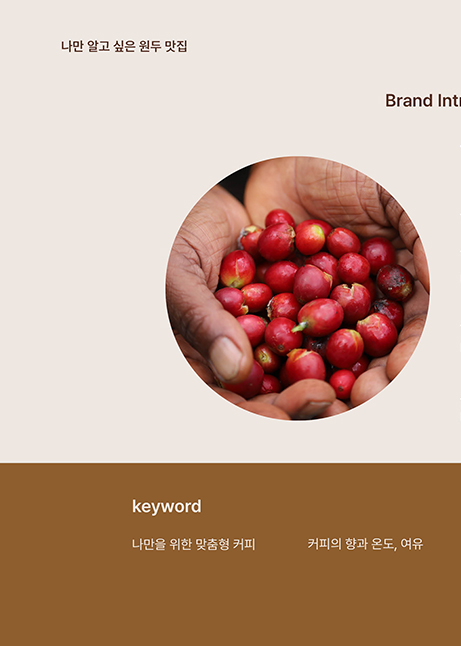 나만 알고 싶은 원두 맛집
Brand
keyword
나만을 위한 맞춤형 커피
커피의 향과 온도, 여유